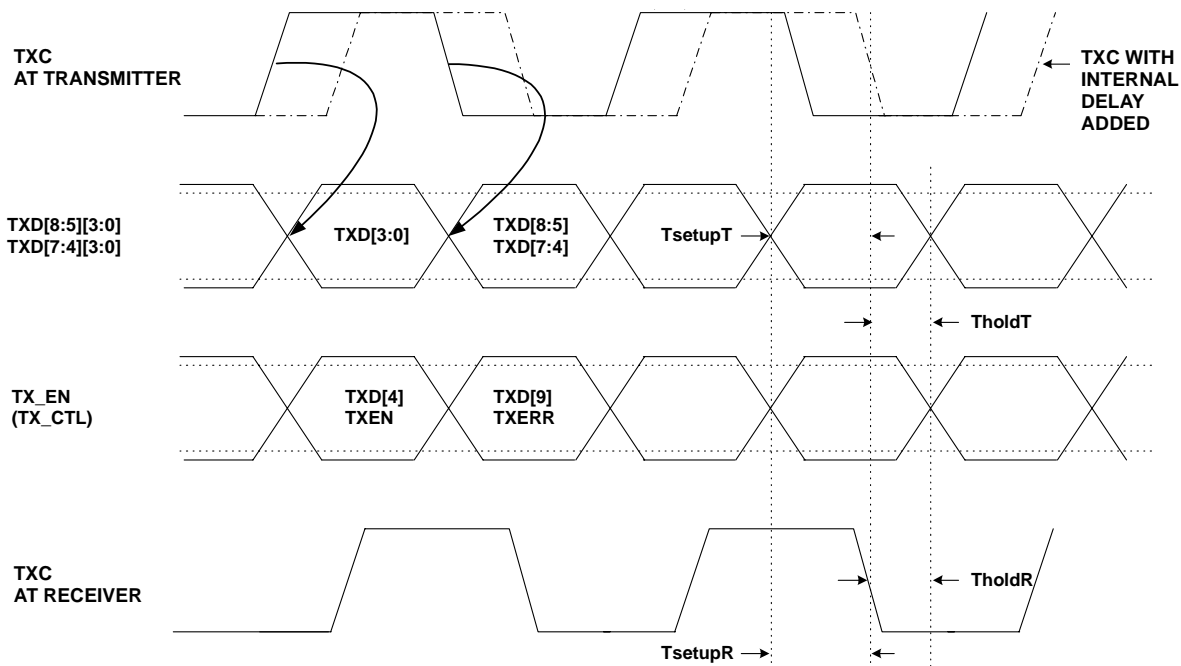 TXC
AT TRANSMITTER
TXC WITH
INTERNAL
DELAY
ADDED
TXD[8:5][3:0]
TXD[7:4][3:0]
TXD[3:0]
TXD[8:5]
TXD[7:4]
TsetupT
TholdT
TX_EN
(TX_CTL)
TXD[4]
TXEN
TXD[9]
TXERR
TXC
AT RECEIVER
TholdR
TsetupR